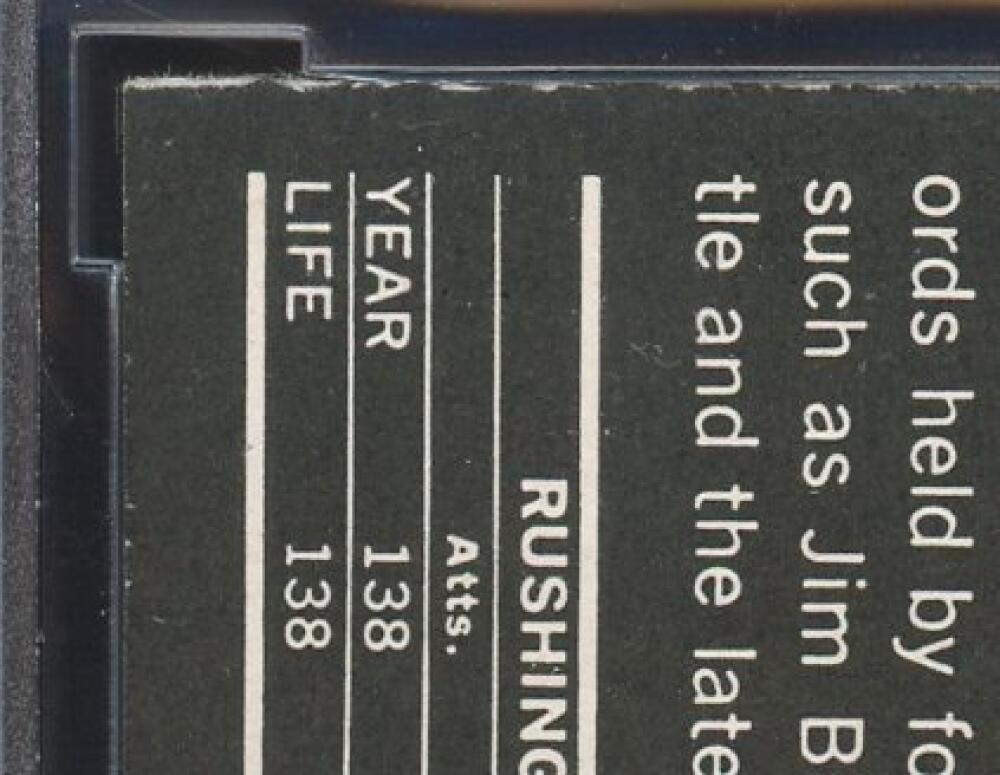 ords held by fo
such as Jim B
tle and the late
RUSHING
Atts.
YEAR 138
LIFE 138